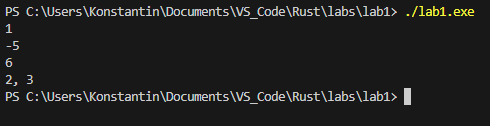 PS C:\Users\Konstantin\Documents\VS_Code\Rust\labs\lab1> ./lab1.exe
1
-5
6
2, 3
PS C:\Users\Konstantin\Documents\VS_Code\Rust\labs\lab1>